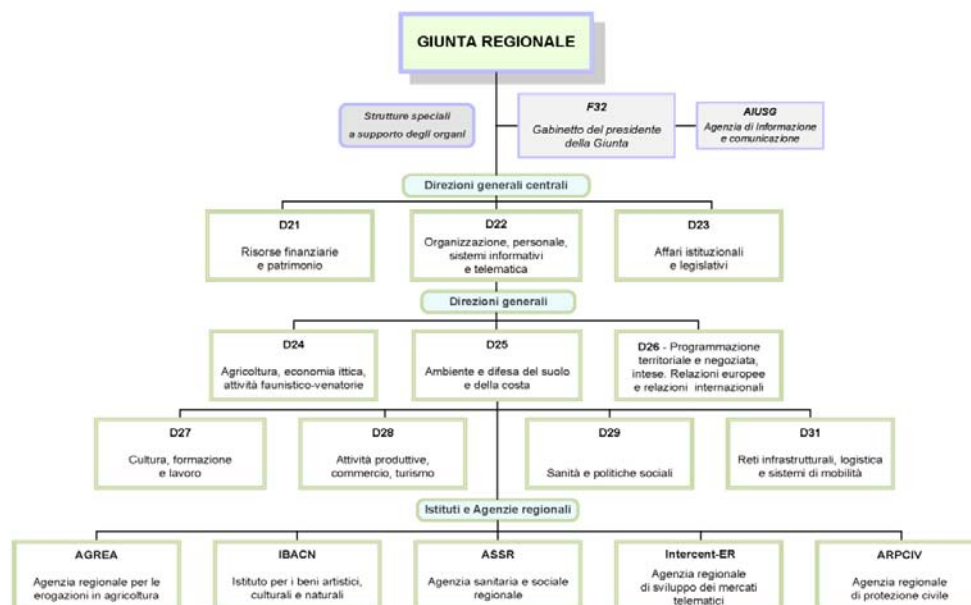 GIUNTA REGIONALE
Strutture speciali
a supporto degli organi
F32
Gabinetto del presidente
della Giunta
AIUSG
Agenzia di Informazione
e comunicazione
Direzioni generali centrali
D21
Risorse finanziarie
e patrimonio
D22
Organizzazione, personale,
sistemi informativi
e telematica
D23
Affari istituzionali
e legislativi
Direzioni generali
D24
Agricoltura, economia ittica,
attività faunistico-venatorie
D25
Ambiente e difesa del suolo
e della costa
D26 - Programmazione
territoriale e negoziata,
intese. Relazioni europee
e relazioni internazionali
D27
Cultura, formazione
e lavoro
D28
Attività produttive,
commercio, turismo
D29
Sanità e politiche sociali
D31
Reti infrastrutturali, logistica
e sistemi di mobilità
Istituti e Agenzie regionali
AGREA
Agenzia regionale per le
erogazioni in agricoltura
IBACN
Istituto per i beni artistici,
culturali e naturali
ASSR
Agenzia sanitaria e sociale
regionale
Intercent-ER
Agenzia regionale
di sviluppo dei mercati
telematici
ARPCIV
Agenzia regionale
di protezione civile